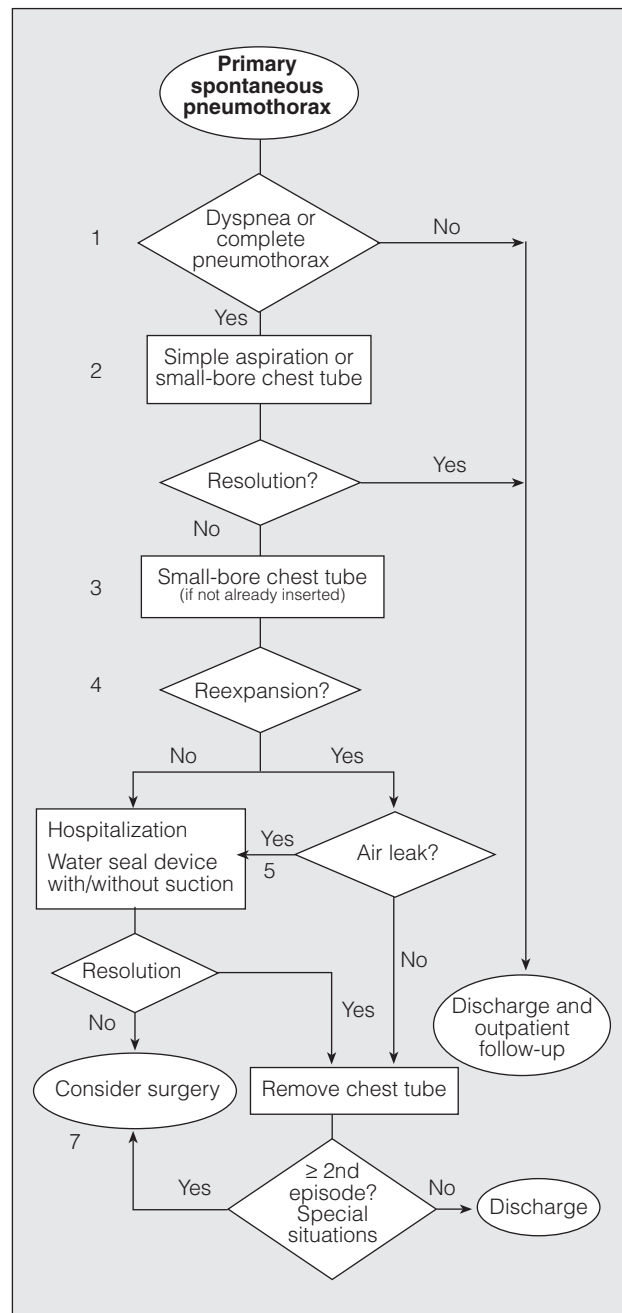 Primary
spontaneous
pneumothorax
1
Dyspnea or
complete
pneumothorax
No
Yes
2
Simple aspiration or
small-bore chest tube
Resolution?
Yes
No
3
Small-bore chest tube
(if not already inserted)
4
Reexpansion?
No
Yes
Hospitalization
Water seal device
with/without suction
Yes
5
Air leak?
No
Resolution
Yes
No
Discharge and
outpatient
follow-up
Consider surgery
7
Remove chest tube
Yes
≥ 2nd
episode?
Special
situations
No
Discharge